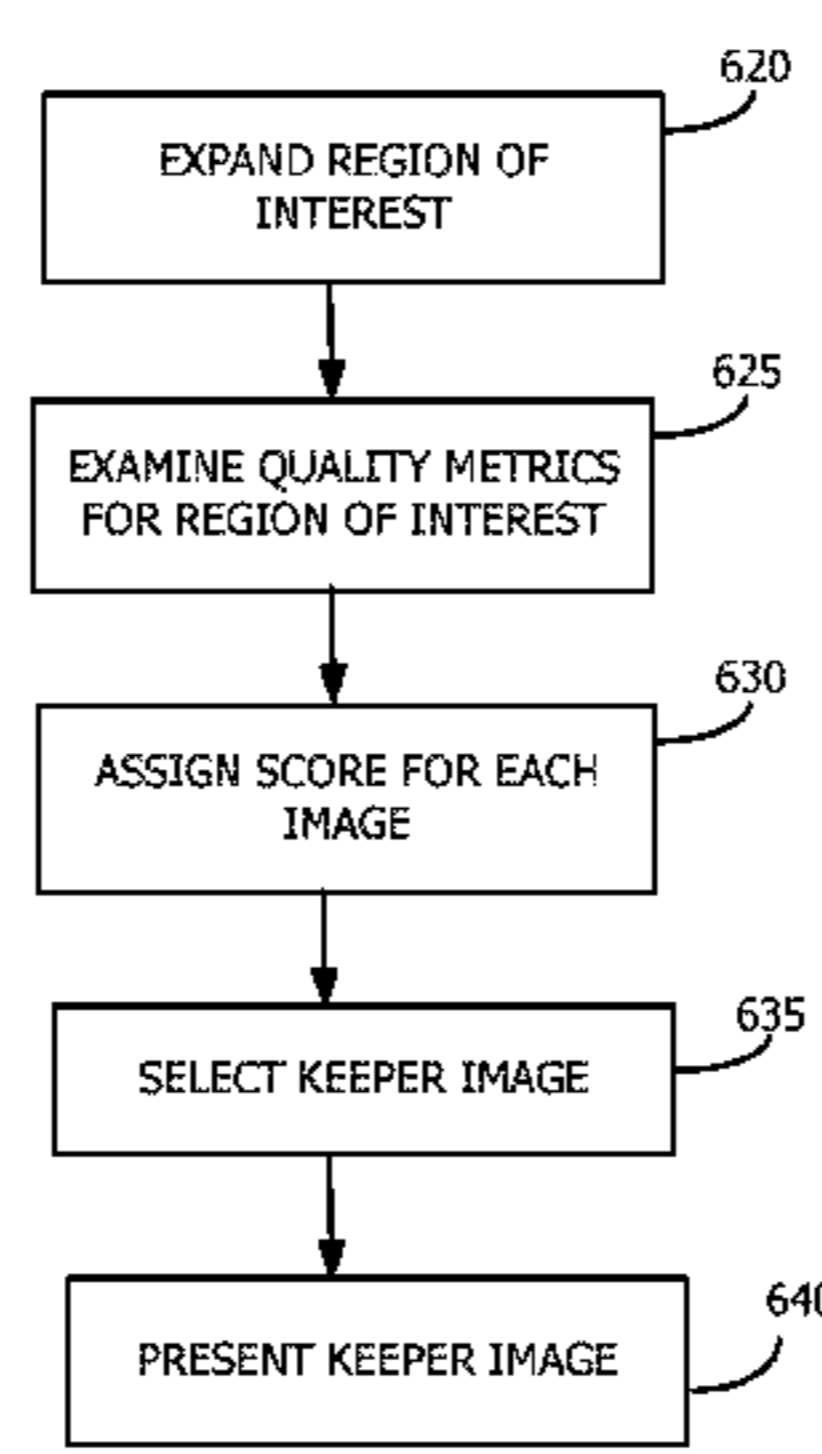 620
EXPAND REGION OF
INTEREST
625
EXAMINE QUALITY METRICS
FOR REGION OF INTEREST
630
ASSIGN SCORE FOR EACH
IMAGE
635
SELECT KEEPER IMAGE
640
PRESENT KEEPER IMAGE